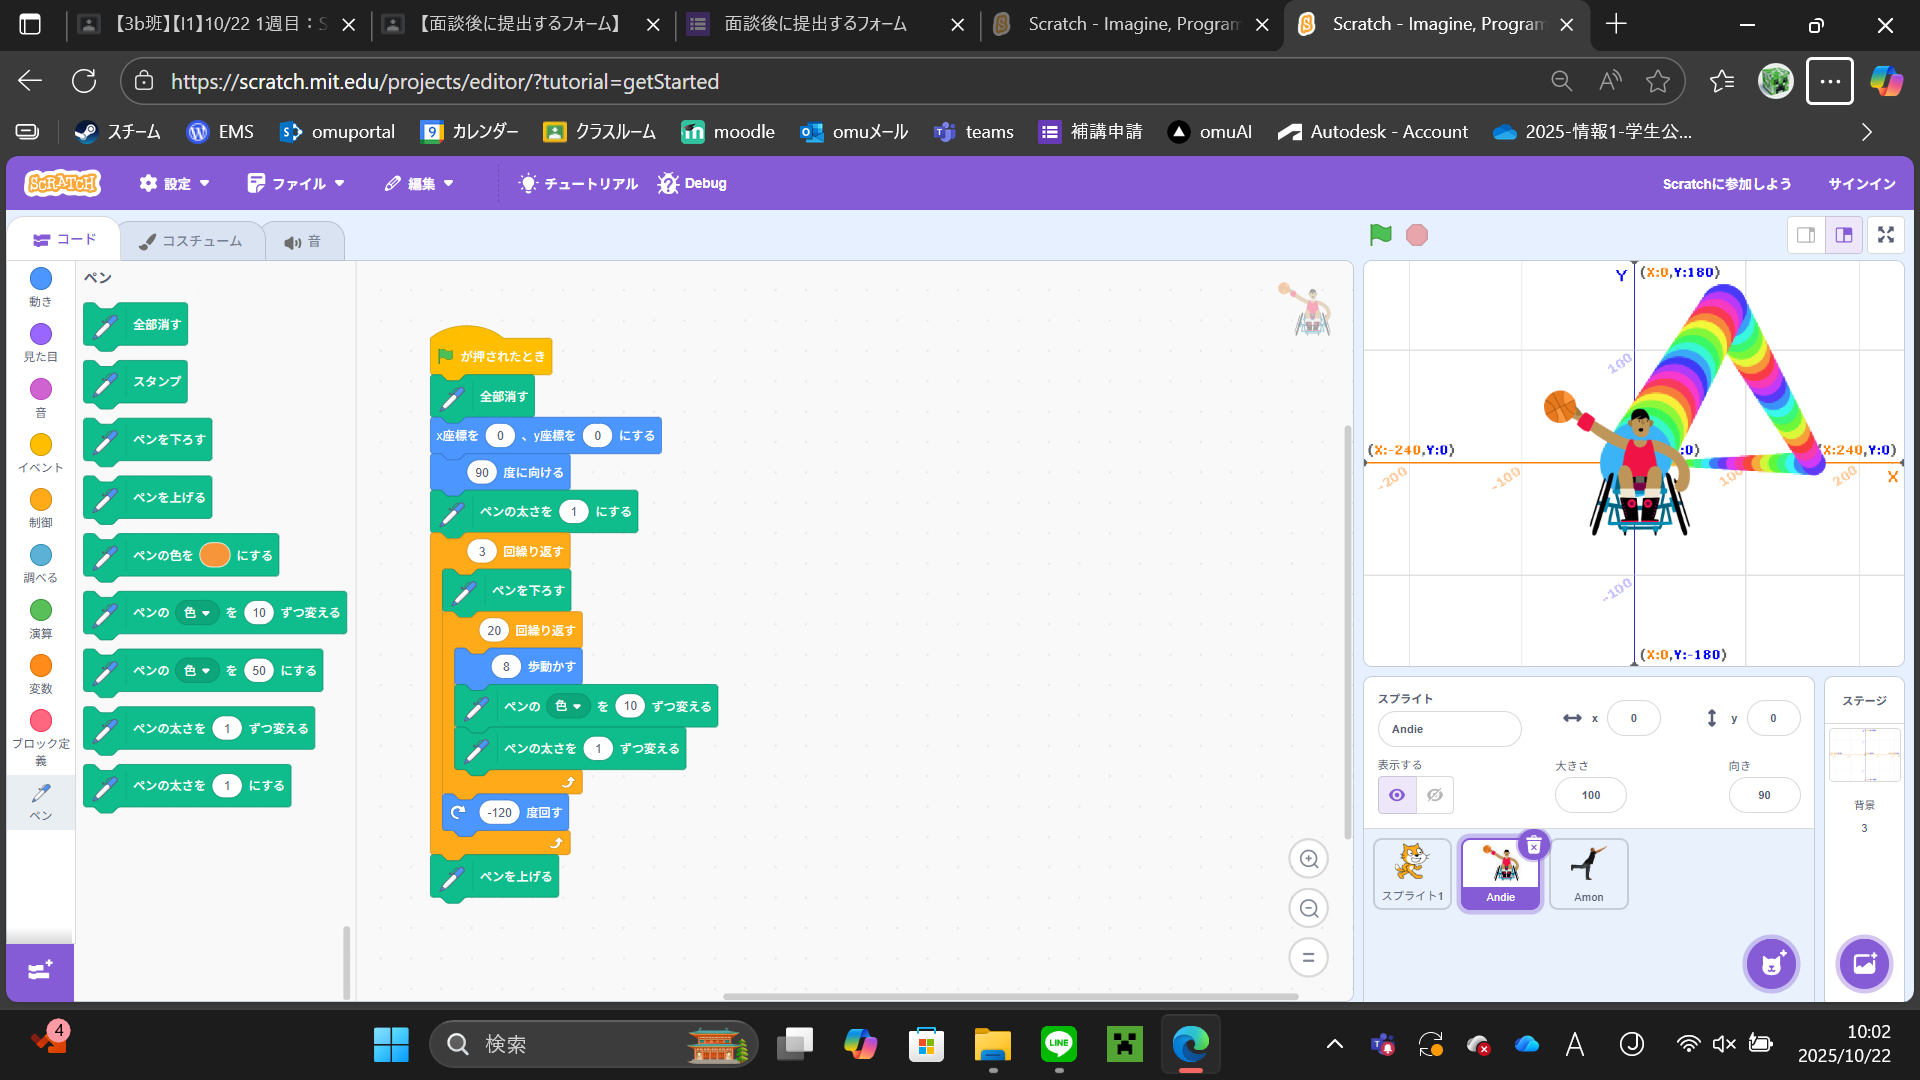 【3b班】【I1】10/22 1週目：S
【面談後に提出するフォーム】
面談後に提出するフォーム
Scratch - Imagine, Program
Scratch - Imagine, Program
https://scratch.mit.edu/projects/editor/?tutorial=getStarted
スチーム
EMS
omuportal
カレンダー
クラスルーム
moodle
omuメール
teams
補講申請
omuAI
Autodesk - Account
2025-情報1-学生公...
SCRATCH
設定
ファイル
編集
チュートリアル
Debug
Scratchに参加しよう
サインイン
コード
コスチューム
音
動き
見た目
音
イベント
制御
調べる
演算
変数
ブロック定
義
ペン
ペン
全部消す
スタンプ
ペンを下ろす
ペンを上げる
ペンの色を にする
ペンの 色 を 10 ずつ変える
ペンの 色 を 50 にする
ペンの太さを 1 ずつ変える
ペンの太さを 1 にする
が押されたとき
全部消す
x座標を 0 、y座標を 0 にする
90 度に向ける
ペンの太さを 1 にする
3 回繰り返す
ペンを下ろす
20 回繰り返す
8 歩動かす
ペンの 色 を 10 ずつ変える
ペンの太さを 1 ずつ変える
-120 度回す
ペンを上げる
Y (X:0,Y:180)
100
(X:-240,Y:0)
:0)
X:240,Y:0)
-200
-100
100
200
X
-100
(X:0,Y:-180)
スプライト
Andie
x 0
y 0
表示する
大きさ
100
向き
90
スプライト1
Andie
Amon
ステージ
背景
3
4
検索
LINE
A
J
10:02
2025/10/22